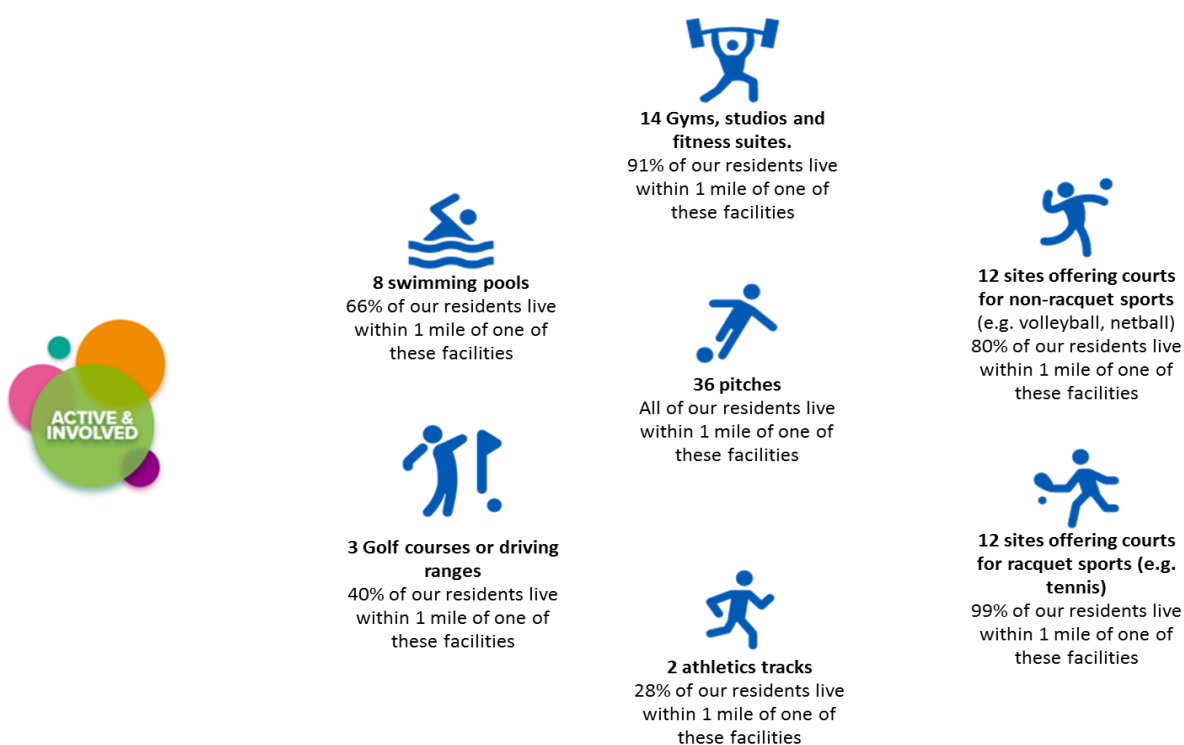 14 Gyms, studios and
fitness suites.
91% of our residents live
within 1 mile of one of
these facilities
8 swimming pools
66% of our residents live
within 1 mile of one of
these facilities
12 sites offering courts
for non-racquet sports
(e.g. volleyball, netball)
80% of our residents live
within 1 mile of one of
these facilities
36 pitches
All of our residents live
within 1 mile of one of
these facilities
ACTIVE &
INVOLVED
3 Golf courses or driving
ranges
40% of our residents live
within 1 mile of one of
these facilities
12 sites offering courts
for racquet sports (e.g.
tennis)
99% of our residents live
within 1 mile of one of
these facilities
2 athletics tracks
28% of our residents live
within 1 mile of one of
these facilities